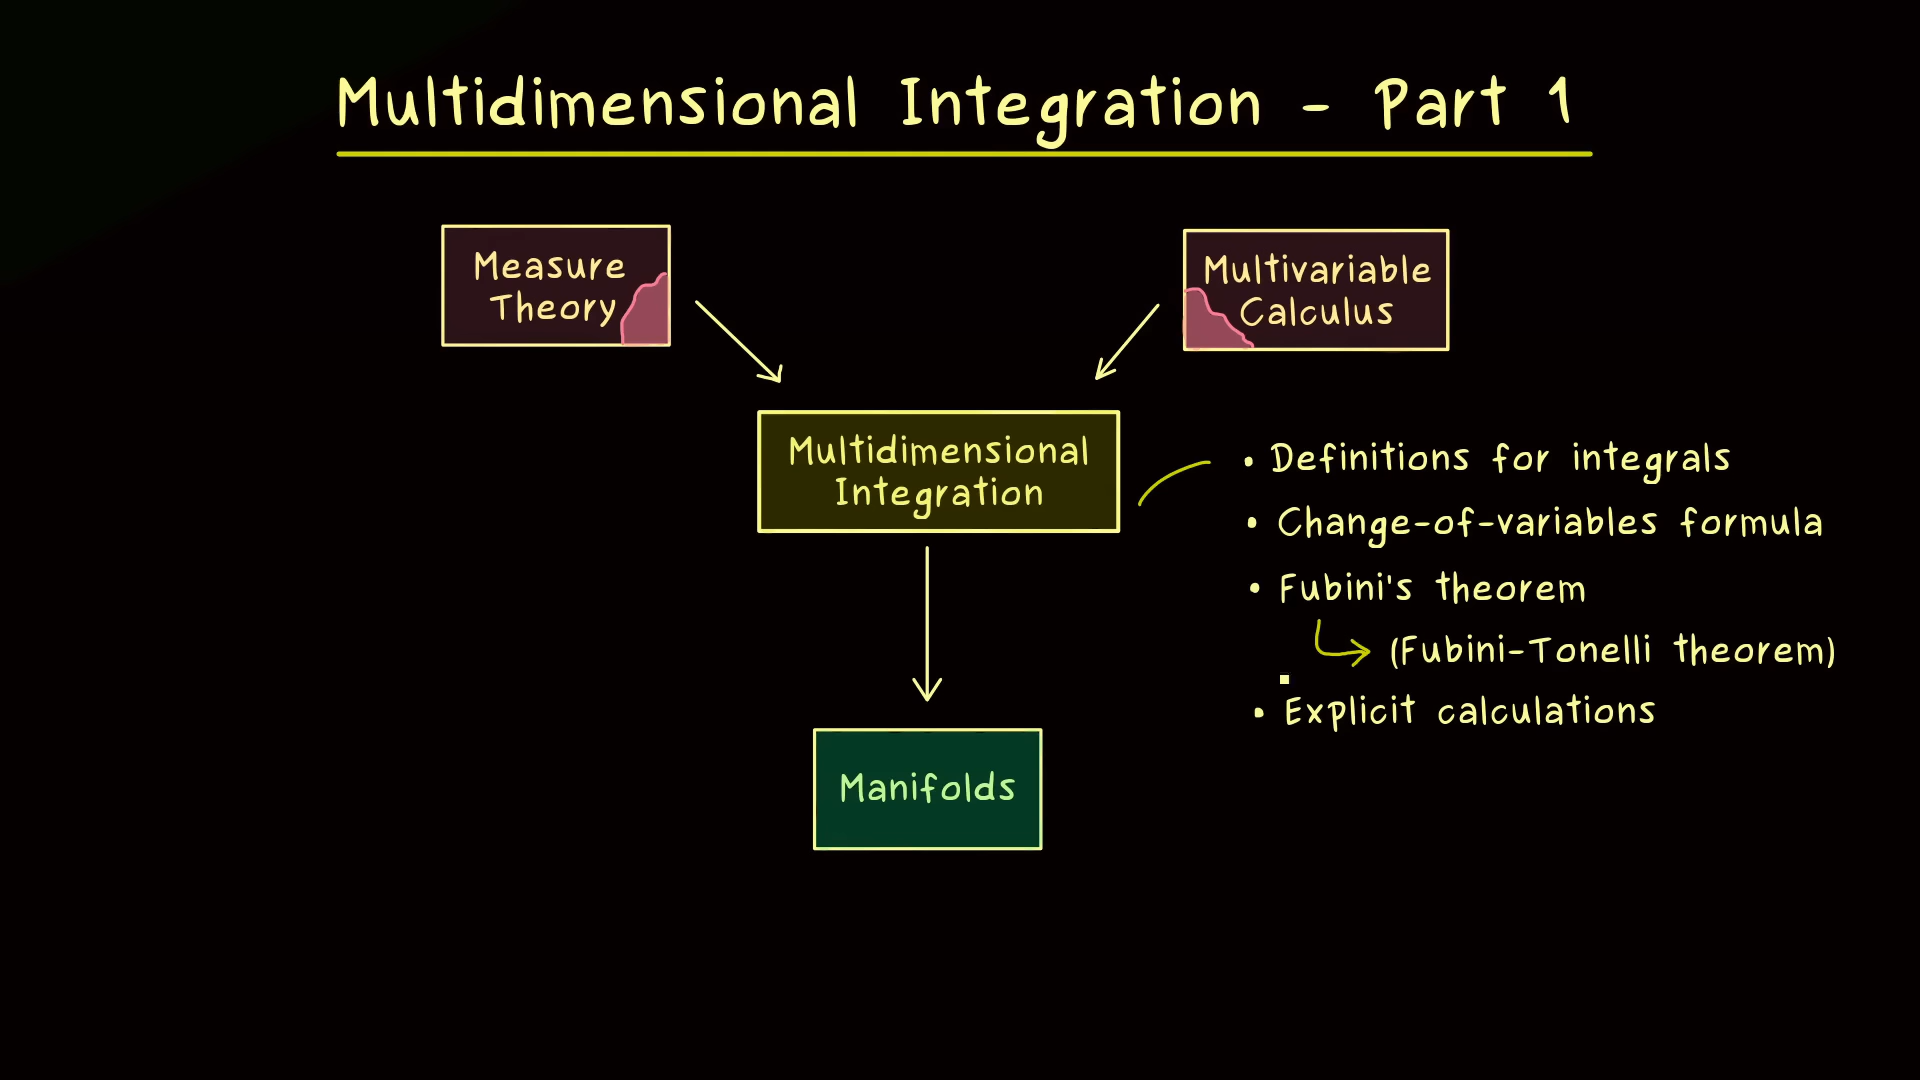 Multidimensional Integration - Part 1
Measure
Theory
Multivariable
Calculus
Multidimensional
Integration
• Definitions for integrals
• Change-of-variables formula
• Fubini's theorem
(Fubini-Tonelli theorem)
• Explicit calculations
Manifolds